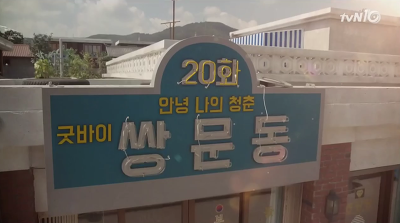 tvN10
20화
안녕 나의 청춘
굿바이
쌍문동